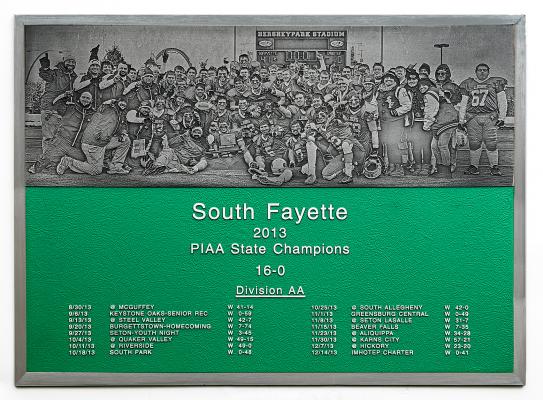 HERSHEYPARK STADIUM
67
South Fayette
2013
PIAA State Champions
16-0
Division AA
8/30/13 @ MCGUFFEY W 41-14
9/6/13 KEYSTONE OAKS-SENIOR REC W 0-59
9/13/13 @ STEEL VALLEY W 42-7
9/20/13 BURGETTSTOWN-HOMECOMING W 7-74
9/27/13 SETON-YOUTH NIGHT W 3-45
10/4/13 @ QUAKER VALLEY W 49-15
10/11/13 @ RIVERSIDE W 49-0
10/18/13 SOUTH PARK W 0-48
10/25/13 @ SOUTH ALLEGHENY W 42-0
11/1/13 GREENSBURG CENTRAL W 0-49
11/8/13 @ SETON LASALLE W 31-7
11/15/13 BEAVER FALLS W 7-35
11/23/13 @ ALIQUIPPA W 34-28
11/30/13 @ KARNS CITY W 57-21
12/7/13 @ HICKORY W 23-20
12/14/13 IMHOTEP CHARTER W 0-41